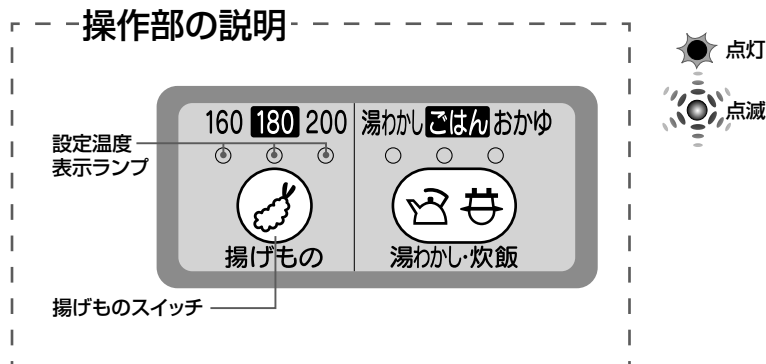 操作部の説明
点灯
点滅
160 180 200
湯わかし ごはん おかゆ
設定温度
表示ランプ
揚げもの
湯わかし・炊飯
揚げものスイッチ